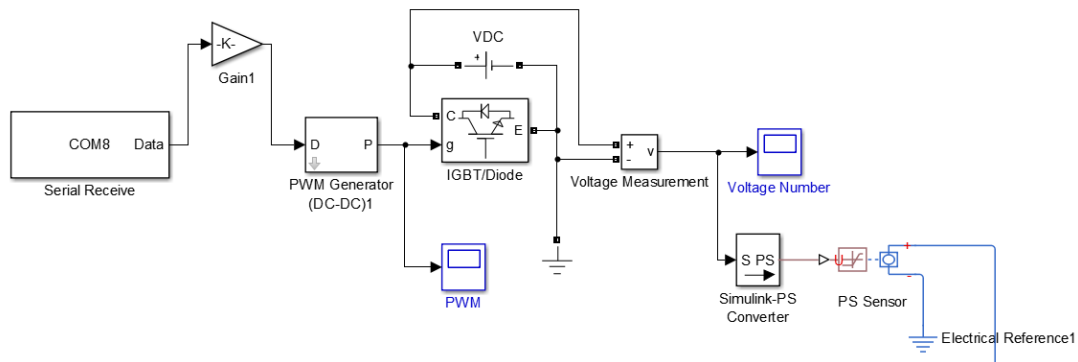 VDC
-K-
Gain1
COM8
Data
Serial Receive
D
P
PWM Generator
(DC-DC)1
C
g
E
IGBT/Diode
+
-
v
Voltage Measurement
Voltage Number
PWM
S PS
Simulink-PS
Converter
U
PS Sensor
+
-
Electrical Reference1